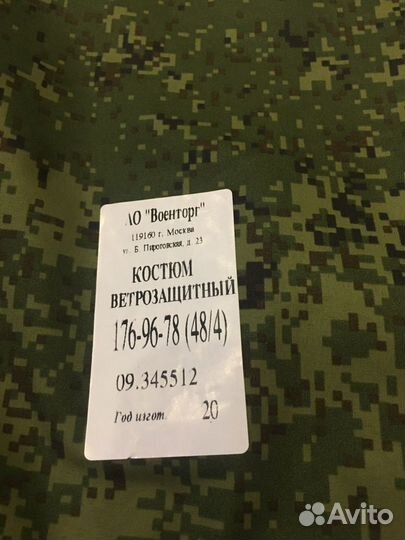 АО "Военторг"
119160 г. Москва
ул. Б. Пироговская, д. 23
КОСТЮМ
ВЕТРОЗАЩИТНЫЙ
176-96-78 (48/4)
09.345512
Год изгот. 20
Avito